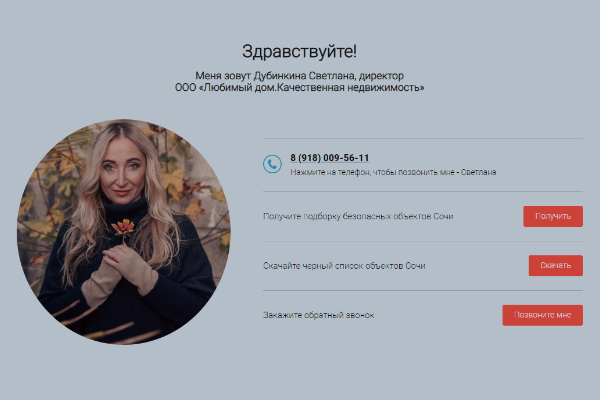 Здравствуйте!
Меня зовут Дубинкина Светлана, директор
ООО «Любимый дом.Качественная недвижимость»
8 (918) 009-56-11
Нажмите на телефон, чтобы позвонить мне - Светлана
Получите подборку безопасных объектов Сочи
Получить
Скачайте черный список объектов Сочи
Скачать
Закажите обратный звонок
Позвоните мне